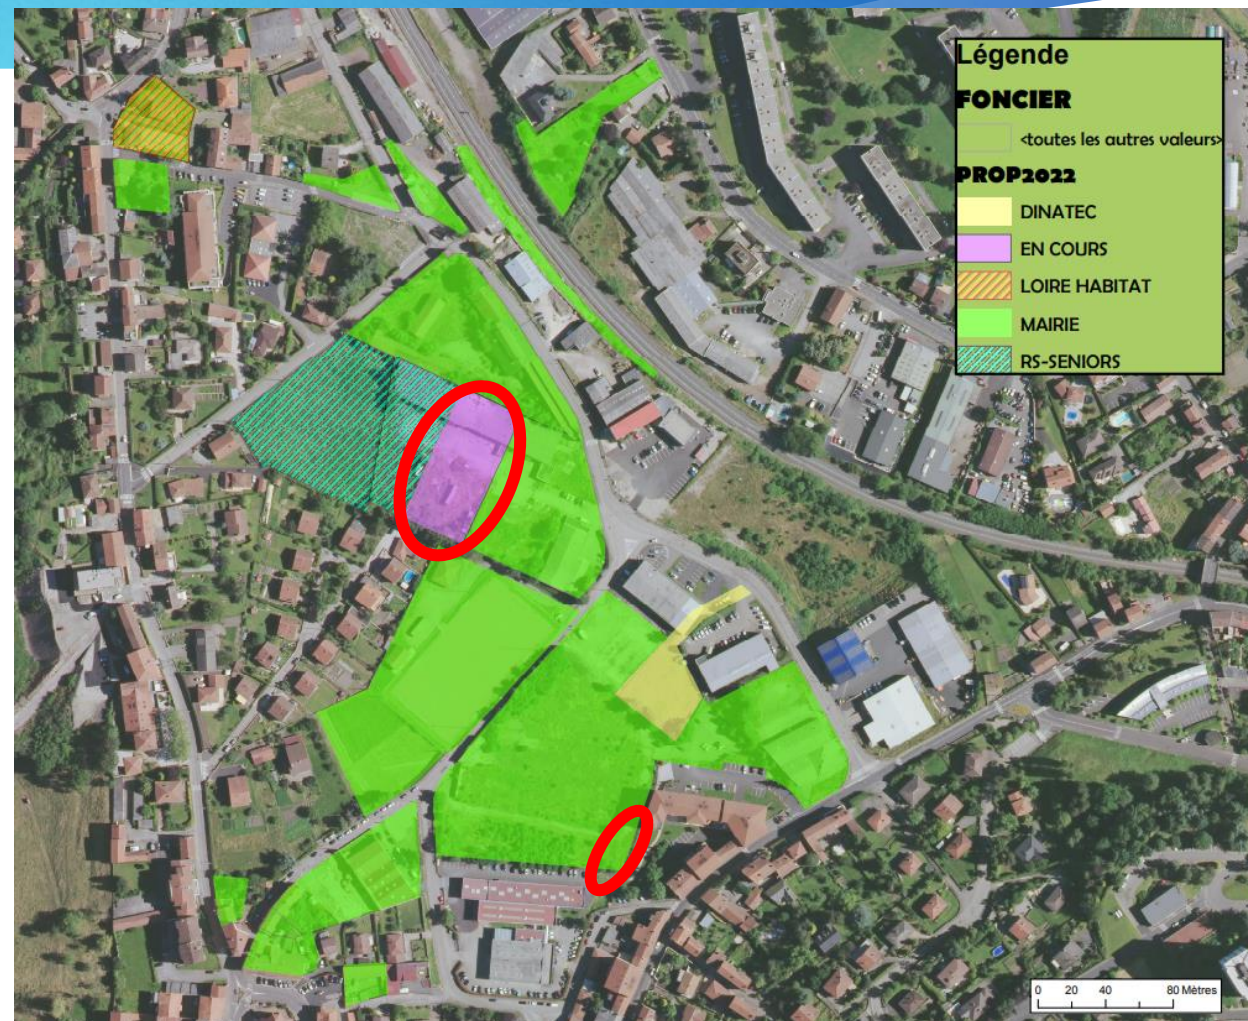 Légende
FONCIER
<toutes les autres valeurs>
PROP2022
DINATEC
EN COURS
LOIRE HABITAT
MAIRIE
RS-SENIORS
0 20 40 80 Mètres